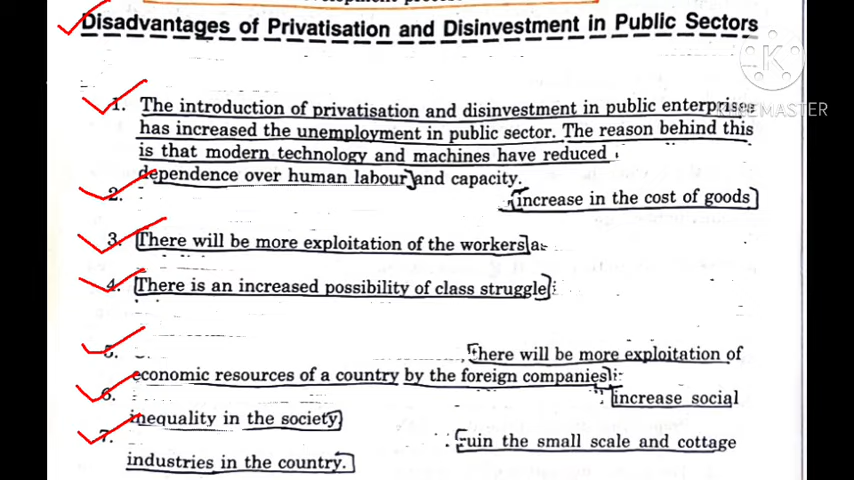 Disadvantages of Privatisation and Disinvestment in Public Sectors
1. The introduction of privatisation and disinvestment in public enterprises
has increased the unemployment in public sector. The reason behind this
is that modern technology and machines have reduced
dependence over human labour and capacity.
2. increase in the cost of goods
3. There will be more exploitation of the workers
4. There is an increased possibility of class struggle
5. there will be more exploitation of
economic resources of a country by the foreign companies
6. increase social
inequality in the society
7. ruin the small scale and cottage
industries in the country.
K
KINEMASTER